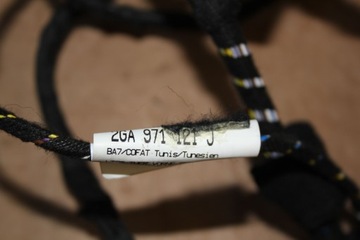 2GA 971 121 J
BA7/COFAT Tunis/Tunesien